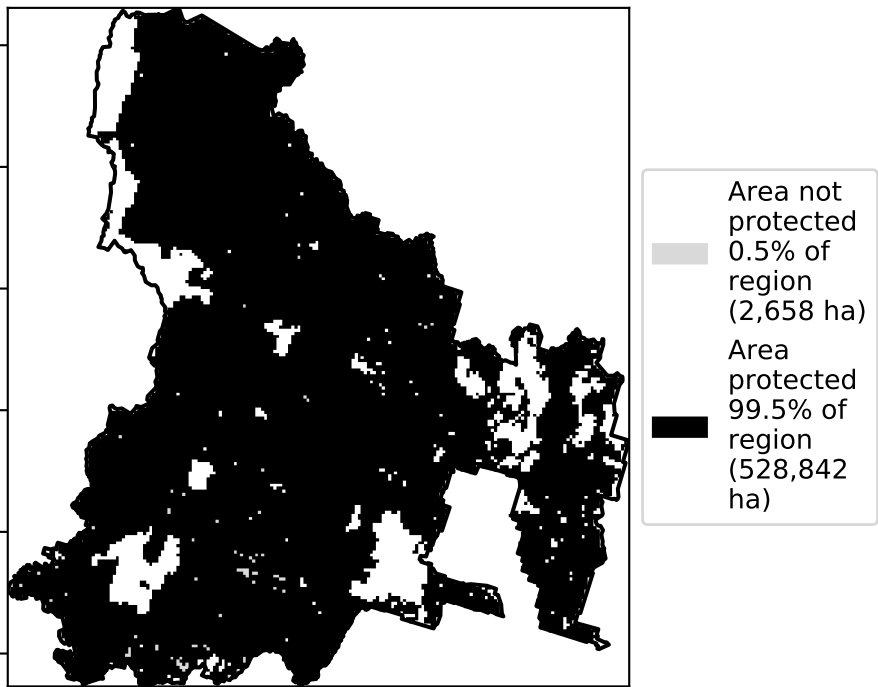 Area not
protected
0.5% of
region
(2,658 ha)
Area
protected
99.5% of
region
(528,842
ha)